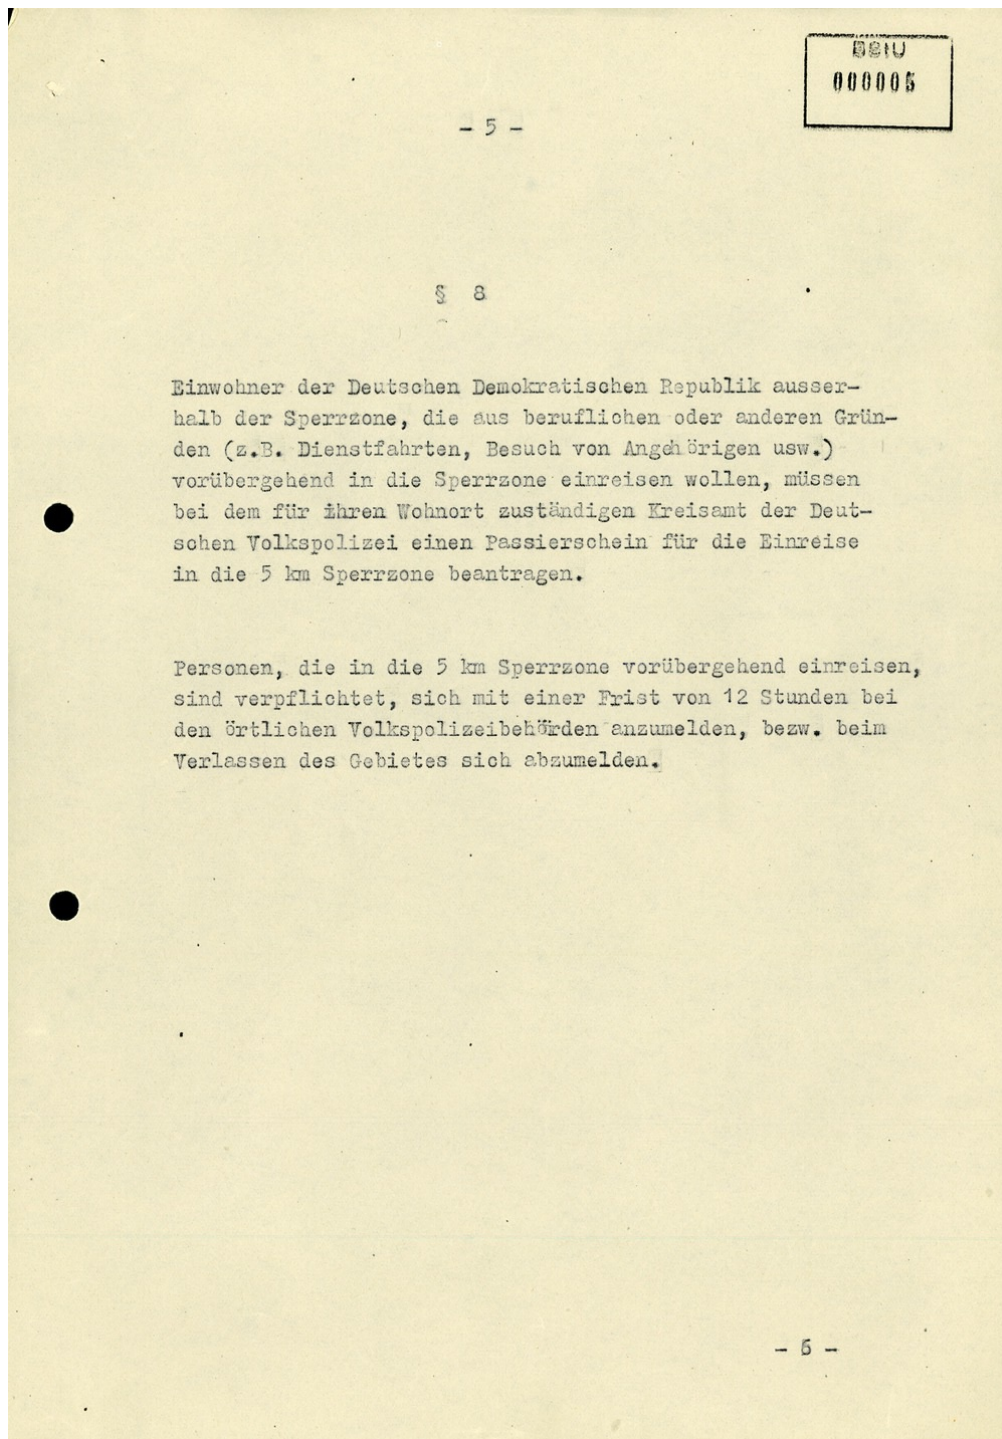 BStU
000005
- 5 -
§ 8
Einwohner der Deutschen Demokratischen Republik ausser-
halb der Sperrzone, die aus beruflichen oder anderen Grün-
den (z.B. Dienstfahrten, Besuch von Angehörigen usw.)
vorübergehend in die Sperrzone einreisen wollen, müssen
bei dem für ihren Wohnort zuständigen Kreisamt der Deut-
schen Volkspolizei einen Passierschein für die Einreise
in die 5 km Sperrzone beantragen.
Personen, die in die 5 km Sperrzone vorübergehend einreisen,
sind verpflichtet, sich mit einer Frist von 12 Stunden bei
den örtlichen Volkspolizeibehörden anzumelden, bezw. beim
Verlassen des Gebietes sich abzumelden.
- 6 -